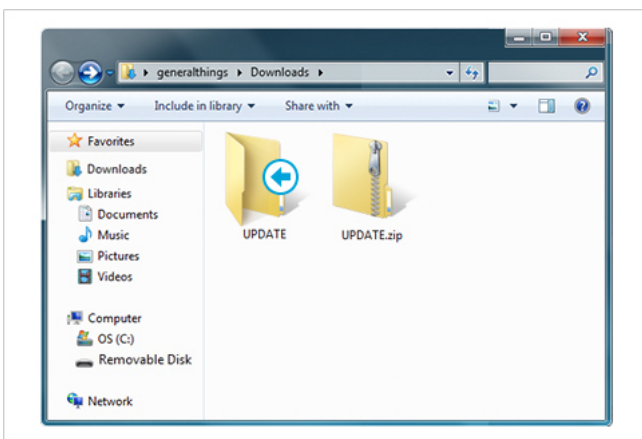 generalthings ▸ Downloads ▸
Organize ▾ Include in library ▾ Share with ▾
Favorites
Downloads
Libraries
Documents
Music
Pictures
Videos
Computer
OS (C:)
Removable Disk
Network
UPDATE
UPDATE.zip